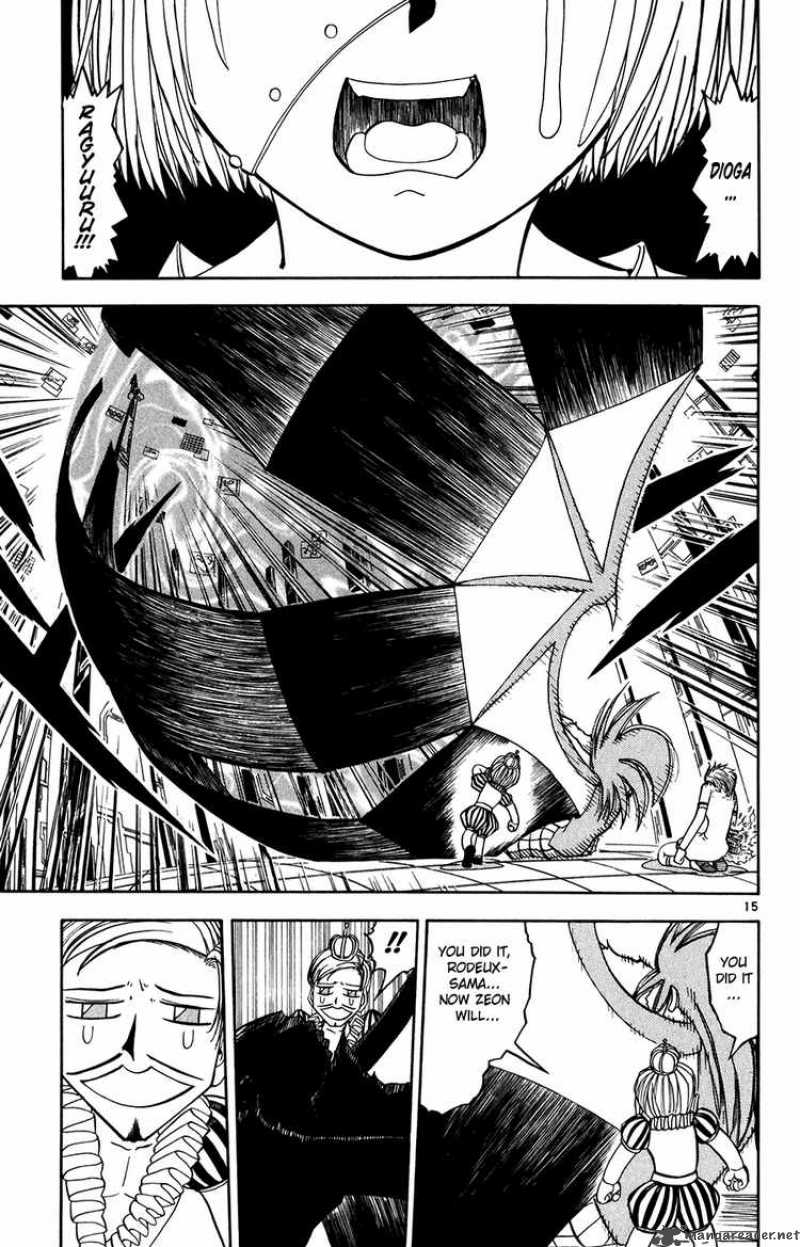 DIOGA
...
RAGYUURU!!!
15
YOU
DID IT
...
YOU DID IT,
RODEUX-
SAMA...
NOW ZEON
WILL...
!!
Mangareader.net